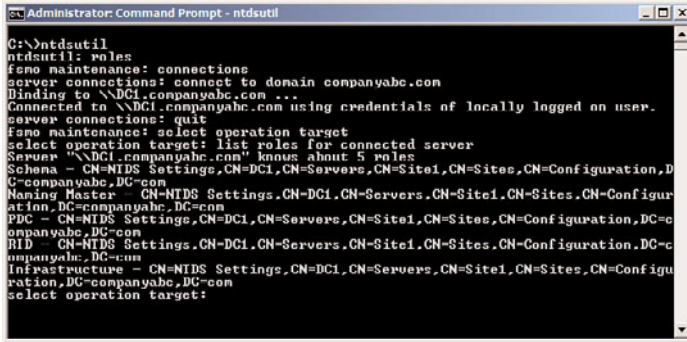 Administrator: Command Prompt - ntdsutil
C:\>ntdsutil
ntdsutil: roles
fsmo maintenance: connections
server connections: connect to domain companyabc.com
Binding to \\DC1.companyabc.com ...
Connected to \\DC1.companyabc.com using credentials of locally logged on user.
server connections: quit
fsmo maintenance: select operation target
select operation target: list roles for connected server
Server "\\DC1.companyabc.com" knows about 5 roles
Schema - CN=NTDS Settings,CN=DC1,CN=Servers,CN=Site1,CN=Sites,CN=Configuration,D
C=companyabc,DC=com
Naming Master - CN=NTDS Settings,CN=DC1,CN=Servers,CN=Site1,CN=Sites,CN=Configur
ation,DC=companyabc,DC=com
PDC - CN=NTDS Settings,CN=DC1,CN=Servers,CN=Site1,CN=Sites,CN=Configuration,DC=c
ompanyabc,DC=com
RID - CN=NTDS Settings,CN=DC1,CN=Servers,CN=Site1,CN=Sites,CN=Configuration,DC=c
ompanyabc,DC=com
Infrastructure - CN=NTDS Settings,CN=DC1,CN=Servers,CN=Site1,CN=Sites,CN=Configu
ration,DC=companyabc,DC=com
select operation target: